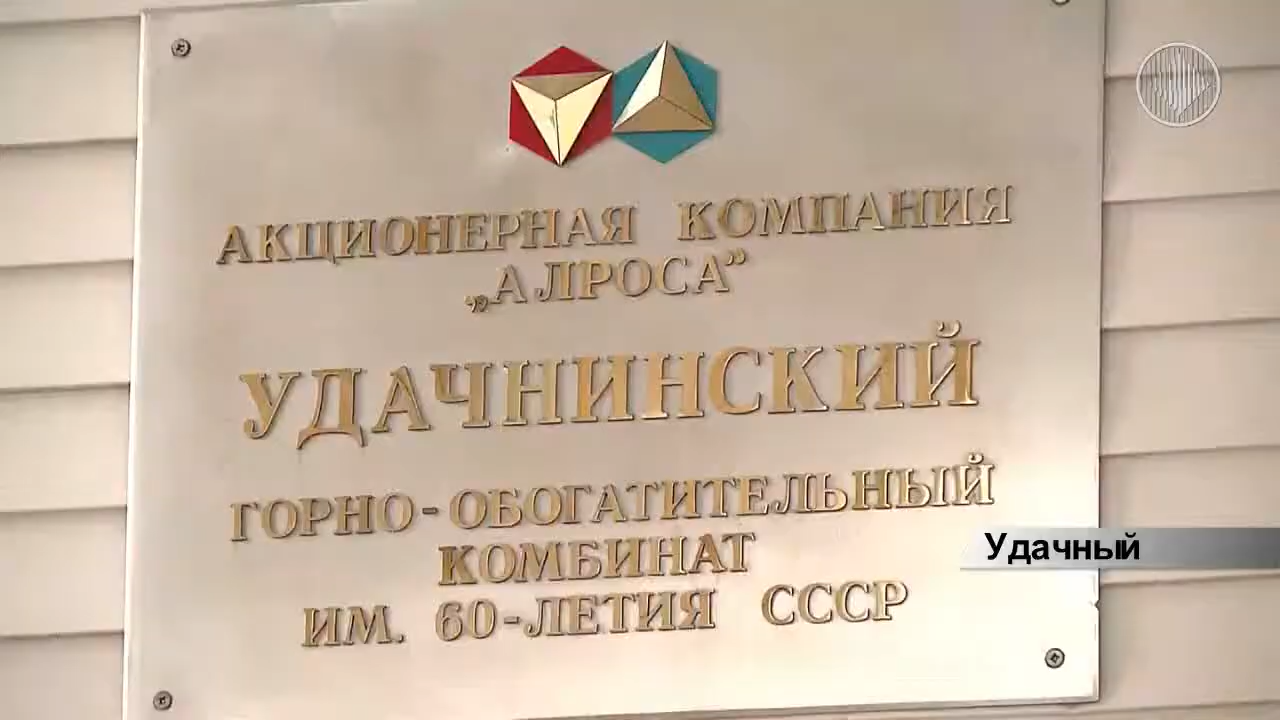 АКЦИОНЕРНАЯ КОМПАНИЯ
„АЛРОСА”
УДАЧНИНСКИЙ
ГОРНО-ОБОГАТИТЕЛЬНЫЙ
КОМБИНАТ
ИМ. 60-ЛЕТИЯ СССР
Удачный